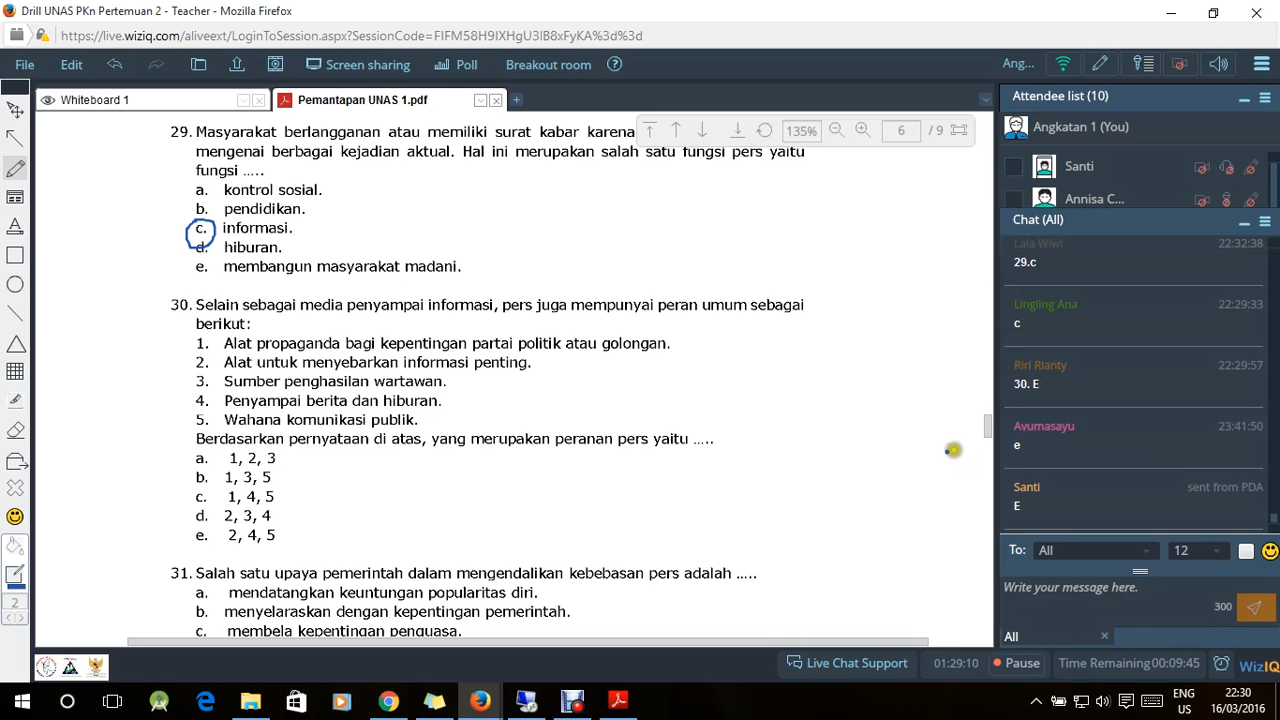 Drill UNAS PKn Pertemuan 2 - Teacher - Mozilla Firefox
https://live.wiziq.com/aliveext/LoginToSession.aspx?SessionCode=FIFM58H9IXHgU3lB8xFyKA%3d%3d
File Edit Screen sharing Poll Breakout room ? Ang...
Whiteboard 1
Pemantapan UNAS 1.pdf
+
135% 6 / 9
29. Masyarakat berlangganan atau memiliki surat kabar karena
mengenai berbagai kejadian aktual. Hal ini merupakan salah satu fungsi pers yaitu
fungsi .....
a. kontrol sosial.
b. pendidikan.
c. informasi.
d. hiburan.
e. membangun masyarakat madani.
30. Selain sebagai media penyampai informasi, pers juga mempunyai peran umum sebagai
berikut:
1. Alat propaganda bagi kepentingan partai politik atau golongan.
2. Alat untuk menyebarkan informasi penting.
3. Sumber penghasilan wartawan.
4. Penyampai berita dan hiburan.
5. Wahana komunikasi publik.
Berdasarkan pernyataan di atas, yang merupakan peranan pers yaitu .....
a. 1, 2, 3
b. 1, 3, 5
c. 1, 4, 5
d. 2, 3, 4
e. 2, 4, 5
31. Salah satu upaya pemerintah dalam mengendalikan kebebasan pers adalah .....
a. mendatangkan keuntungan popularitas diri.
b. menyelaraskan dengan kepentingan pemerintah.
c. membela kepentingan penguasa.
2
Attendee list (10)
Angkatan 1 (You)
Santi
Annisa C...
Chat (All)
Lala Wiwi 22:32:38
29.c
Lingling Ana 22:29:33
c
Riri Rianty 22:29:57
30. E
Avumasayu 23:41:50
e
Santi sent from PDA
E
To: All 12
Write your message here.
300
All ×
Live Chat Support 01:29:10 Pause Time Remaining 00:09:45 WizIQ
ENG
US
22:30
16/03/2016